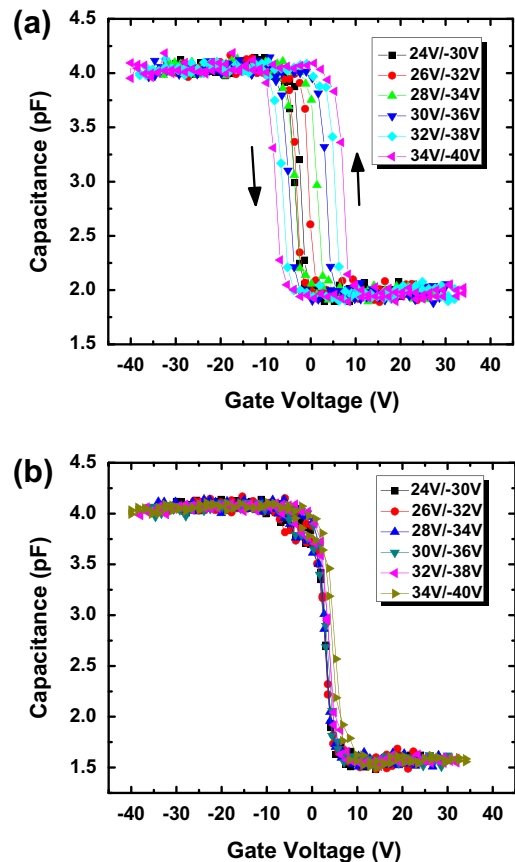 (a)
4.5
4.0
3.5
3.0
2.5
2.0
1.5
Capacitance (pF)
24V/-30V
26V/-32V
28V/-34V
30V/-36V
32V/-38V
34V/-40V
-40 -30 -20 -10 0 10 20 30 40
Gate Voltage (V)
(b)
4.5
4.0
3.5
3.0
2.5
2.0
1.5
Capacitance (pF)
24V/-30V
26V/-32V
28V/-34V
30V/-36V
32V/-38V
34V/-40V
-40 -30 -20 -10 0 10 20 30 40
Gate Voltage (V)